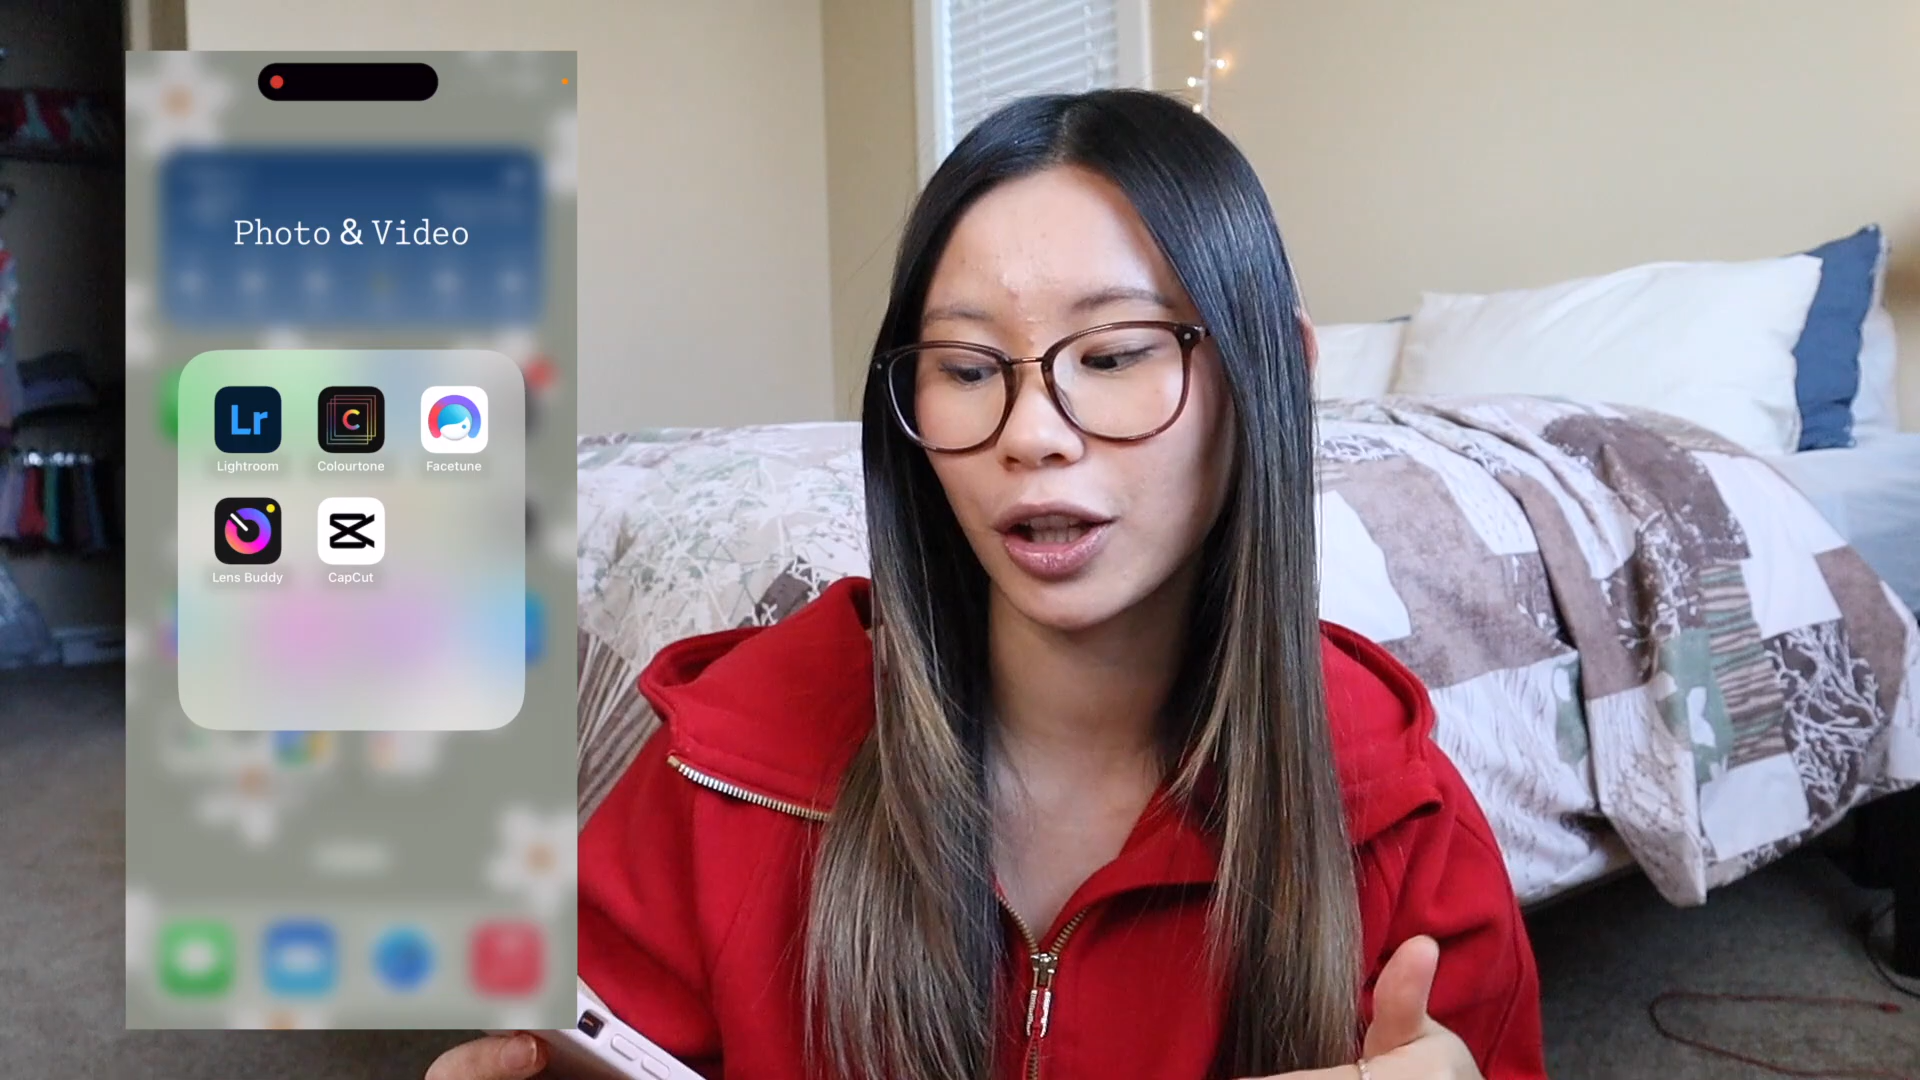 Photo & Video
Lr
C
Lightroom
Colourtone
Facetune
Lens Buddy
CapCut